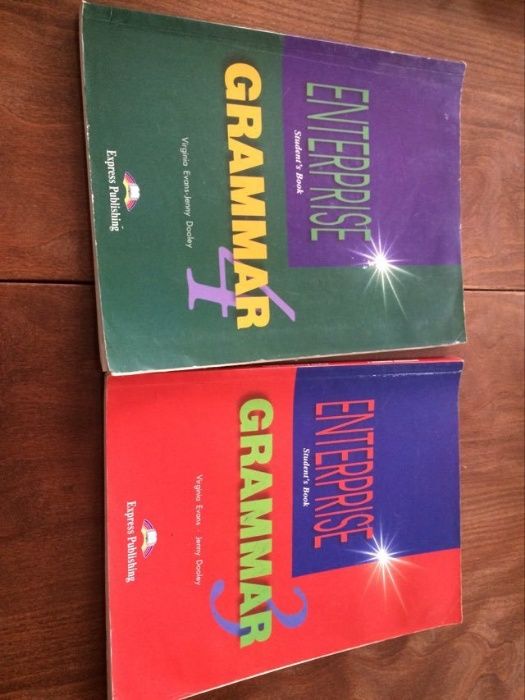 ENTERPRISE
Student's Book
GRAMMAR
4
Virginia Evans-Jenny Dooley
Express Publishing
ENTERPRISE
Student's Book
GRAMMAR
3
Virginia Evans - Jenny Dooley
Express Publishing